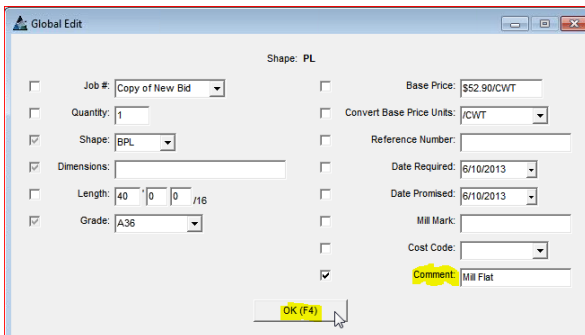 Global Edit
Shape: PL
Job #: Copy of New Bid
Base Price: $52.90/CWT
Quantity: 1
Convert Base Price Units: /CWT
Shape: BPL
Reference Number:
Dimensions:
Date Required: 6/10/2013
Length: 40 ' 0 0 /16
Date Promised: 6/10/2013
Grade: A36
Mill Mark:
Cost Code:
Comment: Mill Flat
OK (F4)